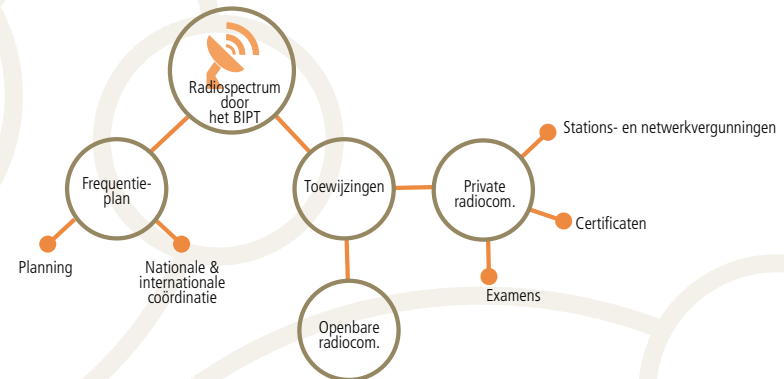 Radiospectrum
door
het BIPT
Stations- en netwerkvergunningen
Frequentie-
plan
Toewijzingen
Private
radiocom.
Certificaten
Planning
Nationale &
internationale
coördinatie
Examens
Openbare
radiocom.